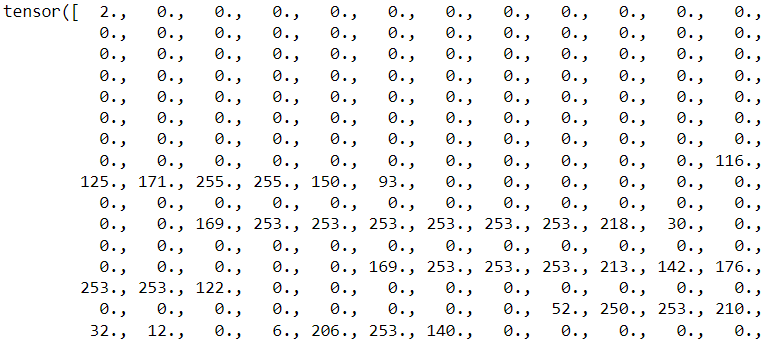 tensor([  2.,   0.,   0.,   0.,   0.,   0.,   0.,   0.,   0.,   0.,   0.,   0.,
          0.,   0.,   0.,   0.,   0.,   0.,   0.,   0.,   0.,   0.,   0.,   0.,
          0.,   0.,   0.,   0.,   0.,   0.,   0.,   0.,   0.,   0.,   0.,   0.,
          0.,   0.,   0.,   0.,   0.,   0.,   0.,   0.,   0.,   0.,   0.,   0.,
          0.,   0.,   0.,   0.,   0.,   0.,   0.,   0.,   0.,   0.,   0.,   0.,
          0.,   0.,   0.,   0.,   0.,   0.,   0.,   0.,   0.,   0.,   0.,   0.,
          0.,   0.,   0.,   0.,   0.,   0.,   0.,   0.,   0.,   0.,   0.,   0.,
          0.,   0.,   0.,   0.,   0.,   0.,   0.,   0.,   0.,   0.,   0., 116.,
        125., 171., 255., 255., 150.,  93.,   0.,   0.,   0.,   0.,   0.,   0.,
          0.,   0.,   0.,   0.,   0.,   0.,   0.,   0.,   0.,   0.,   0.,   0.,
          0.,   0., 169., 253., 253., 253., 253., 253., 253., 218.,  30.,   0.,
          0.,   0.,   0.,   0.,   0.,   0.,   0.,   0.,   0.,   0.,   0.,   0.,
          0.,   0.,   0.,   0.,   0., 169., 253., 253., 253., 213., 142., 176.,
        253., 253., 122.,   0.,   0.,   0.,   0.,   0.,   0.,   0.,   0.,   0.,
          0.,   0.,   0.,   0.,   0.,   0.,   0.,   0.,  52., 250., 253., 210.,
         32.,  12.,   0.,   6., 206., 253., 140.,   0.,   0.,   0.,   0.,   0.,